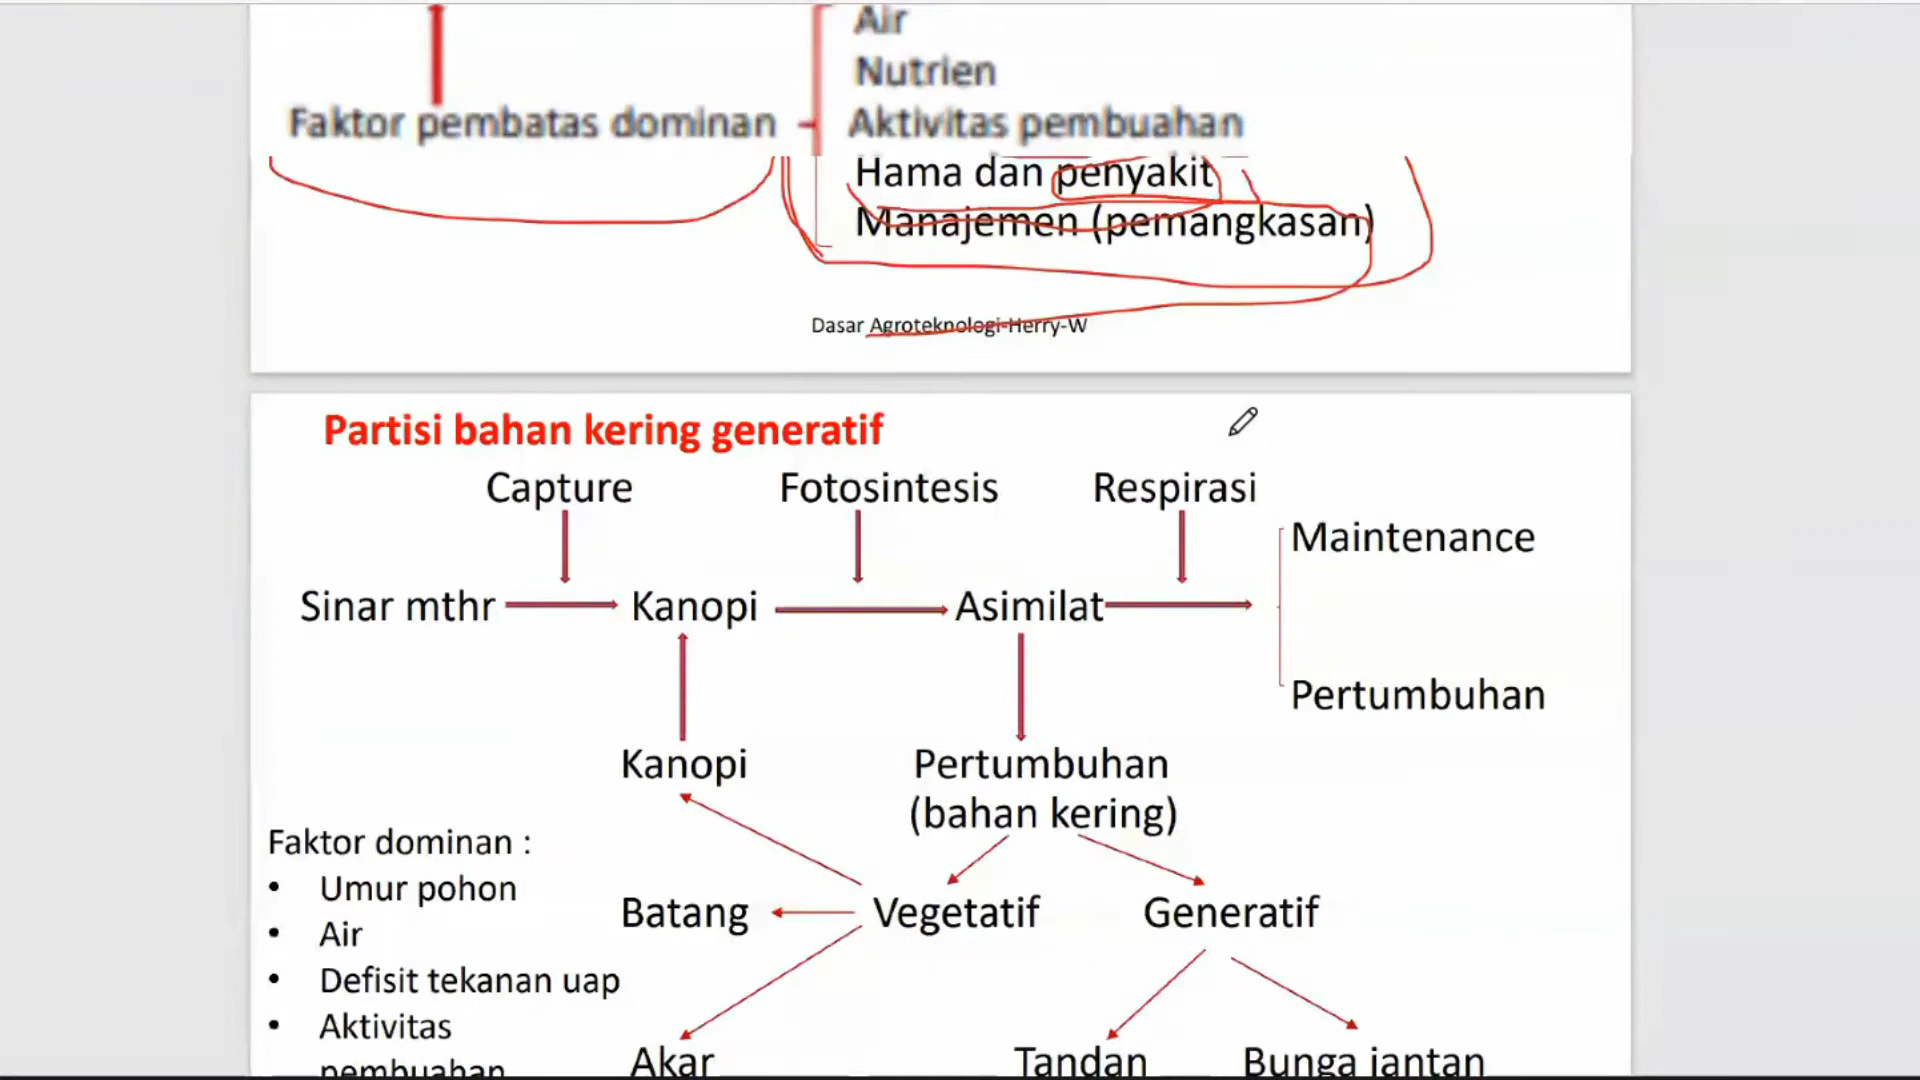 Air
Nutrien
Faktor pembatas dominan
Aktivitas pembuahan
Hama dan penyakit
Manajemen (pemangkasan)
Dasar Agroteknologi-Herry-W
Partisi bahan kering generatif
Capture Fotosintesis Respirasi
Maintenance
Sinar mthr Kanopi Asimilat
Pertumbuhan
Kanopi Pertumbuhan
(bahan kering)
Faktor dominan :
• Umur pohon
Batang Vegetatif Generatif
• Air
• Defisit tekanan uap
• Aktivitas
pembuahan
Akar Tandan Bunga jantan